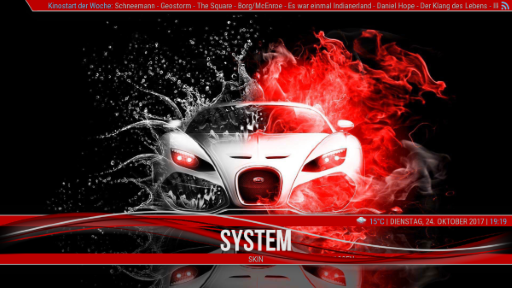 Kinostart der Woche: Schneemann - Geostorm - The Square - Borg/McEnroe - Es war einmal Indianerland - Daniel Hope - Der Klang des Lebens - Ill
15°C | DIENSTAG, 24. OKTOBER 2017 | 19:19
SYSTEM
SKIN